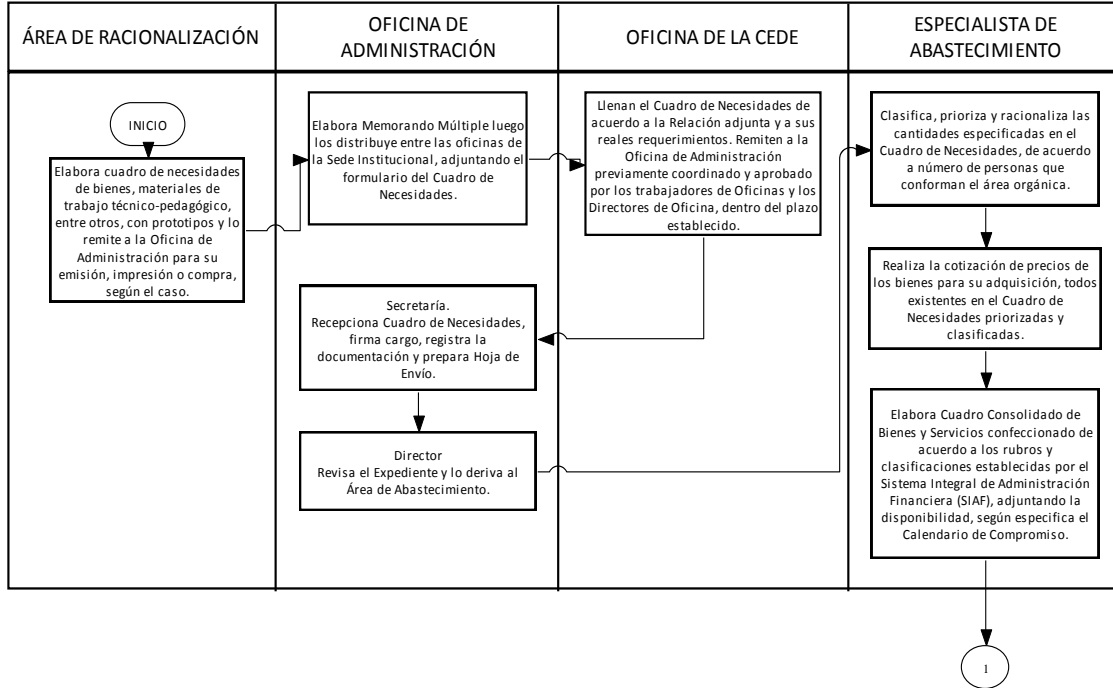 ÁREA DE RACIONALIZACIÓN
OFICINA DE
ADMINISTRACIÓN
OFICINA DE LA CEDE
ESPECIALISTA DE
ABASTECIMIENTO
INICIO
Elabora cuadro de necesidades
de bienes, materiales de
trabajo técnico-pedagógico,
entre otros, con prototipos y lo
remite a la Oficina de
Administración para su
emisión, impresión o compra,
según el caso.
Elabora Memorando Múltiple luego
los distribuye entre las oficinas de
la Sede Institucional, adjuntando el
formulario del Cuadro de
Necesidades.
Llenan el Cuadro de Necesidades de
acuerdo a la Relación adjunta y a sus
reales requerimientos. Remiten a la
Oficina de Administración
previamente coordinado y aprobado
por los trabajadores de Oficinas y los
Directores de Oficina, dentro del plazo
establecido.
Secretaría.
Recepciona Cuadro de Necesidades,
firma cargo, registra la
documentación y prepara Hoja de
Envío.
Director
Revisa el Expediente y lo deriva al
Área de Abastecimiento.
Clasifica, prioriza y racionaliza las
cantidades especificadas en el
Cuadro de Necesidades, de acuerdo
a número de personas que
conforman el área orgánica.
Realiza la cotización de precios de
los bienes para su adquisición, todos
existentes en el Cuadro de
Necesidades priorizadas y
clasificadas.
Elabora Cuadro Consolidado de
Bienes y Servicios confeccionado de
acuerdo a los rubros y
clasificaciones establecidas por el
Sistema Integral de Administración
Financiera (SIAF), adjuntando la
disponibilidad, según especifica el
Calendario de Compromiso.
1